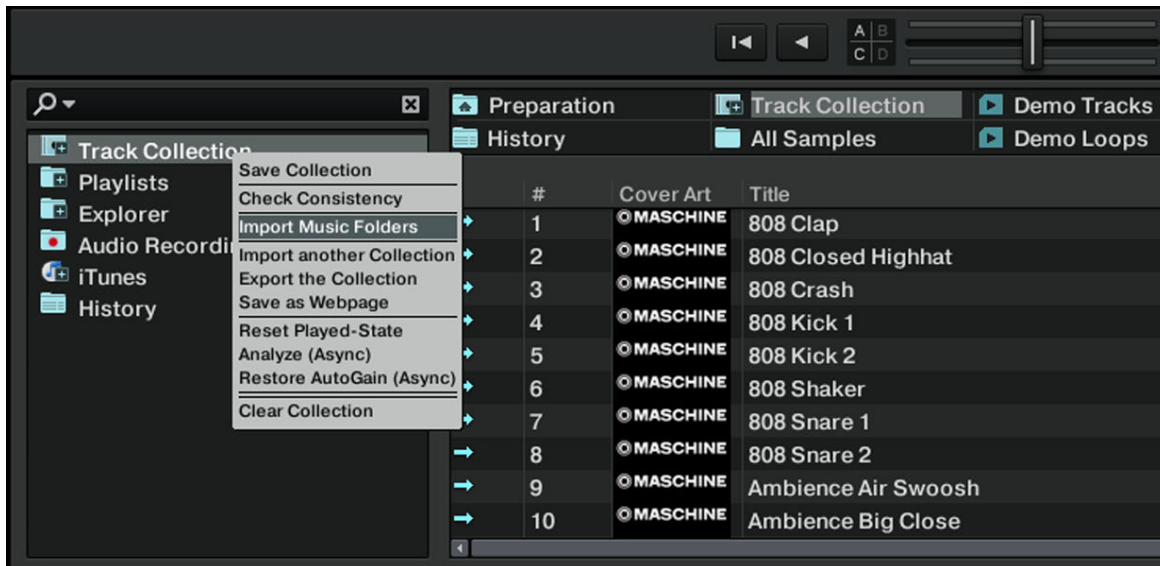 A B
C D
Preparation Track Collection Demo Tracks
History All Samples Demo Loops
Track Collection
Playlists
Explorer
Audio Recordi
iTunes
History
Save Collection
Check Consistency
Import Music Folders
Import another Collection
Export the Collection
Save as Webpage
Reset Played-State
Analyze (Async)
Restore AutoGain (Async)
Clear Collection
# Cover Art Title
1 MASCHINE 808 Clap
2 MASCHINE 808 Closed Highhat
3 MASCHINE 808 Crash
4 MASCHINE 808 Kick 1
5 MASCHINE 808 Kick 2
6 MASCHINE 808 Shaker
7 MASCHINE 808 Snare 1
8 MASCHINE 808 Snare 2
9 MASCHINE Ambience Air Swoosh
10 MASCHINE Ambience Big Close